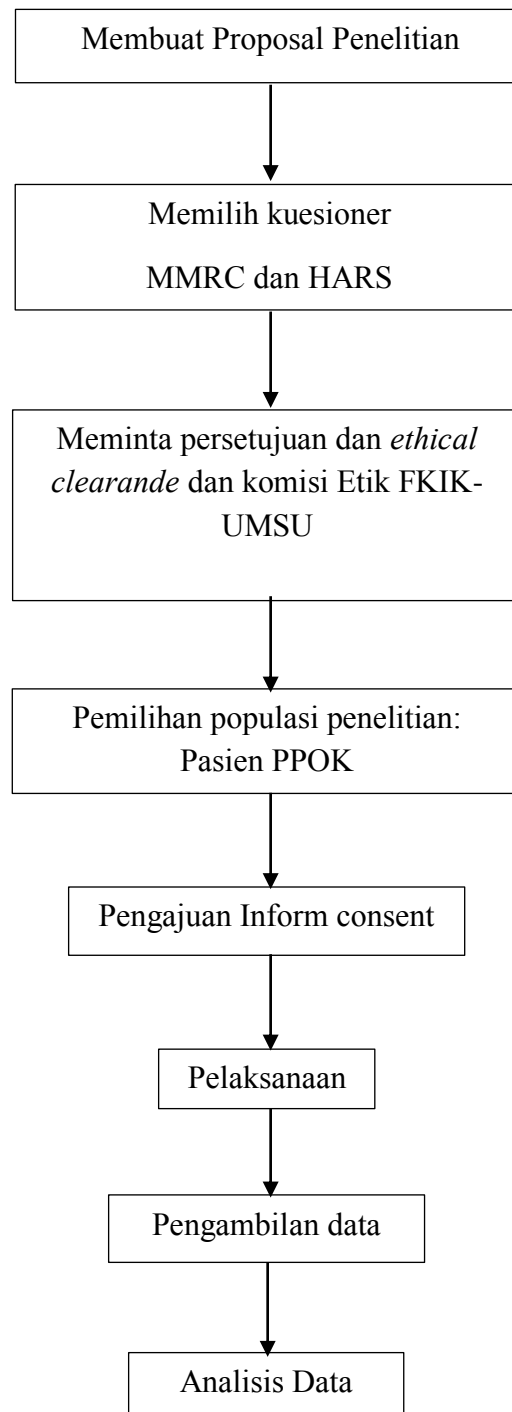 Membuat Proposal Penelitian
Memilih kuesioner
MMRC dan HARS
Meminta persetujuan dan ethical
clearande dan komisi Etik FKIK-
UMSU
Pemilihan populasi penelitian:
Pasien PPOK
Pengajuan Inform consent
Pelaksanaan
Pengambilan data
Analisis Data